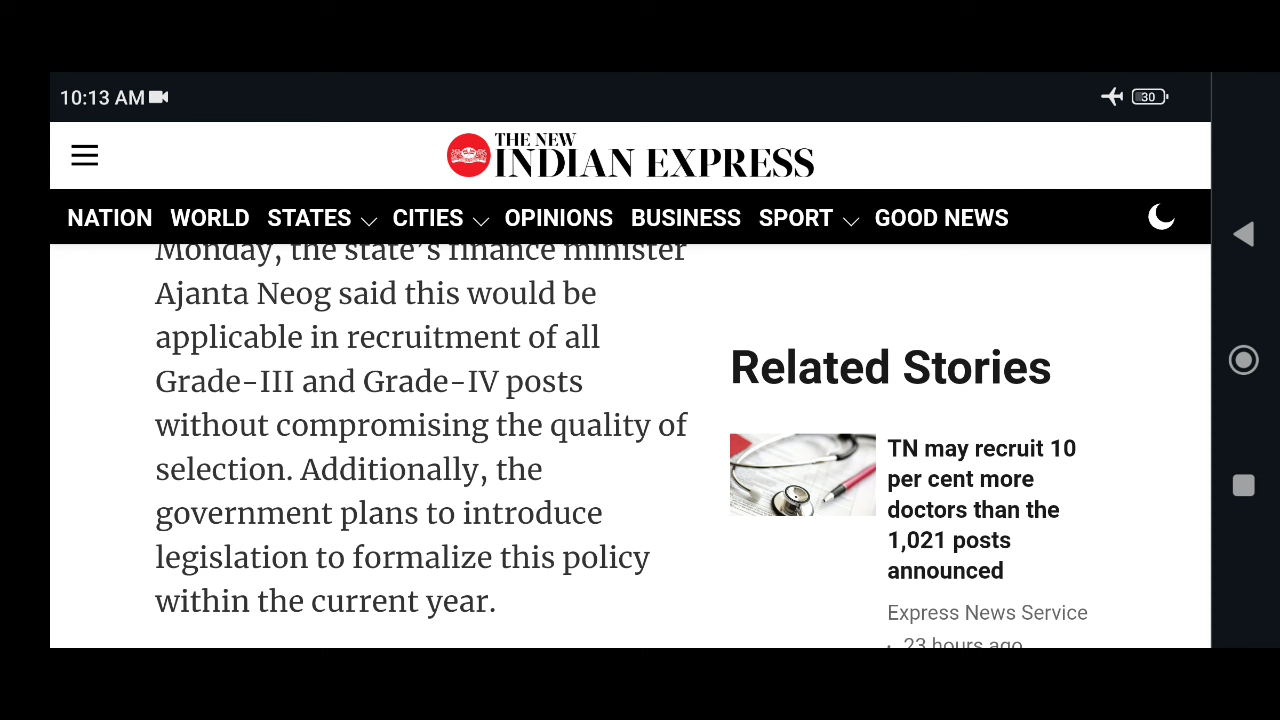 10:13 AM
30
THE NEW
INDIAN EXPRESS
NATION WORLD STATES CITIES OPINIONS BUSINESS SPORT GOOD NEWS
Monday, the state's finance minister
Ajanta Neog said this would be
applicable in recruitment of all
Grade-III and Grade-IV posts
without compromising the quality of
selection. Additionally, the
government plans to introduce
legislation to formalize this policy
within the current year.
Related Stories
TN may recruit 10
per cent more
doctors than the
1,021 posts
announced
Express News Service
· 23 hours ago